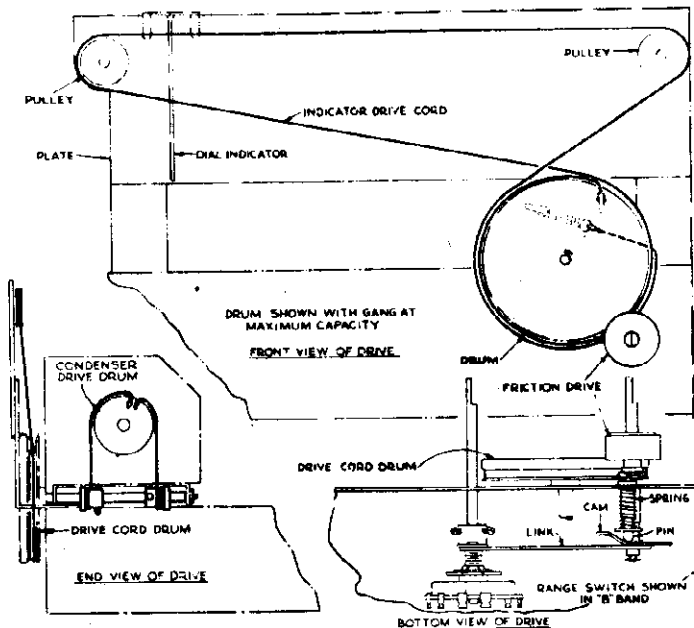 PULLEY
PULLEY
INDICATOR DRIVE CORD
PLATE
DIAL INDICATOR
DRUM SHOWN WITH GANG AT
MAXIMUM CAPACITY
FRONT VIEW OF DRIVE
DRUM
FRICTION DRIVE
CONDENSER
DRIVE DRUM
DRIVE CORD DRUM
SPRING
CAM
PIN
LINK
DRIVE CORD DRUM
END VIEW OF DRIVE
RANGE SWITCH SHOWN
IN "B" BAND
BOTTOM VIEW OF DRIVE